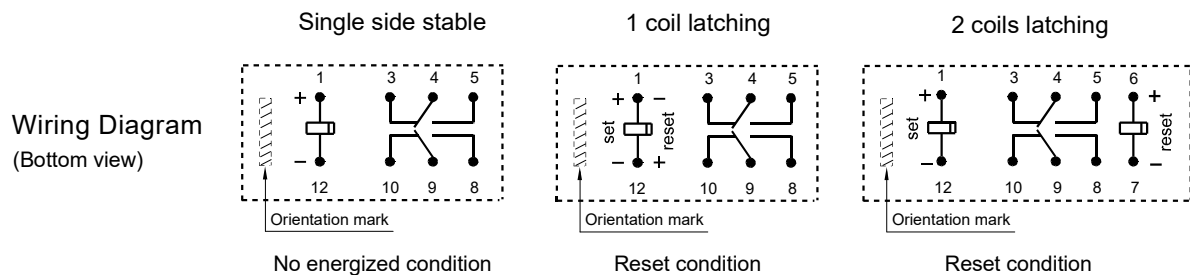 Single side stable 1 coil latching 2 coils latching
Wiring Diagram
(Bottom view)
1 3 4 5
+
−
12 10 9 8
Orientation mark
No energized condition
1 3 4 5
+ −
set reset
− +
12 10 9 8
Orientation mark
Reset condition
1 3 4 5 6
+ +
set reset
− −
12 10 9 8 7
Orientation mark
Reset condition